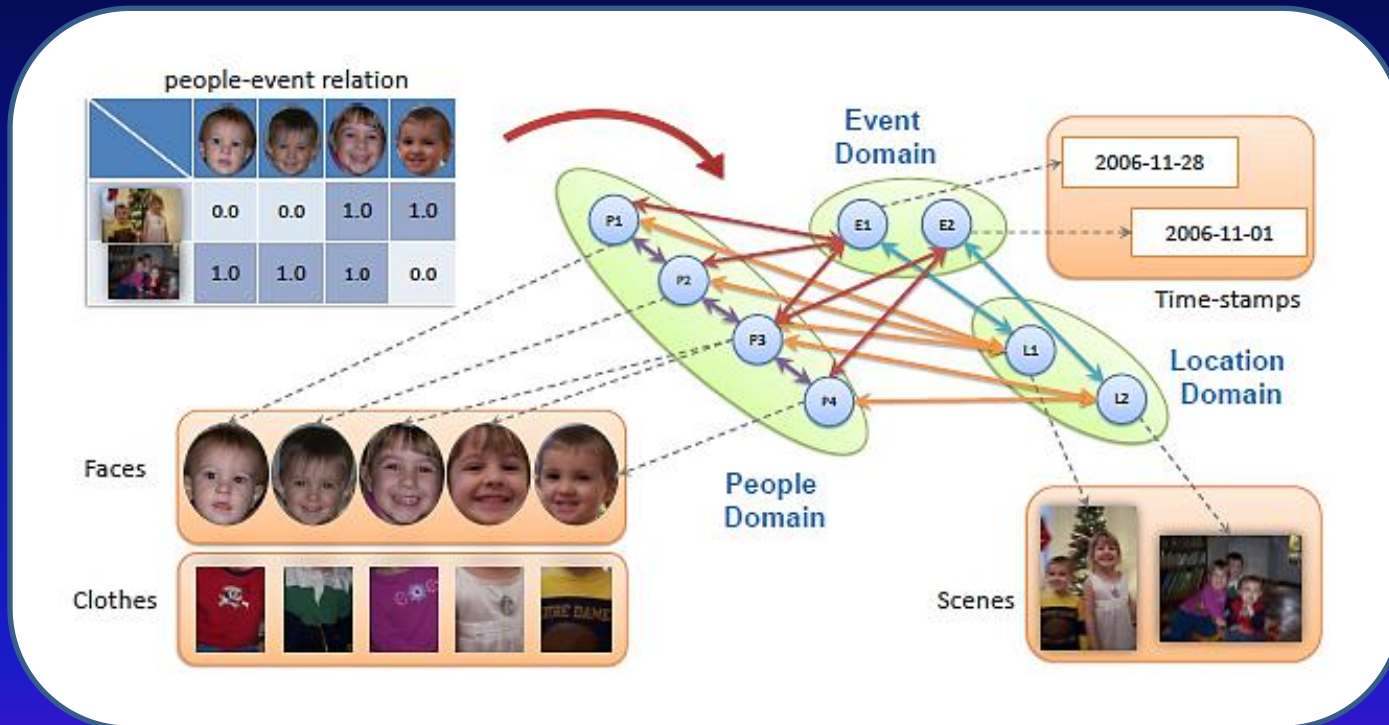 people-event relation
0.0 0.0 1.0 1.0
1.0 1.0 1.0 0.0
Event
Domain
2006-11-28
2006-11-01
Time-stamps
P1
P2
P3
P4
E1
E2
L1
L2
Location
Domain
People
Domain
Faces
Clothes
NOTRE DAME
Scenes